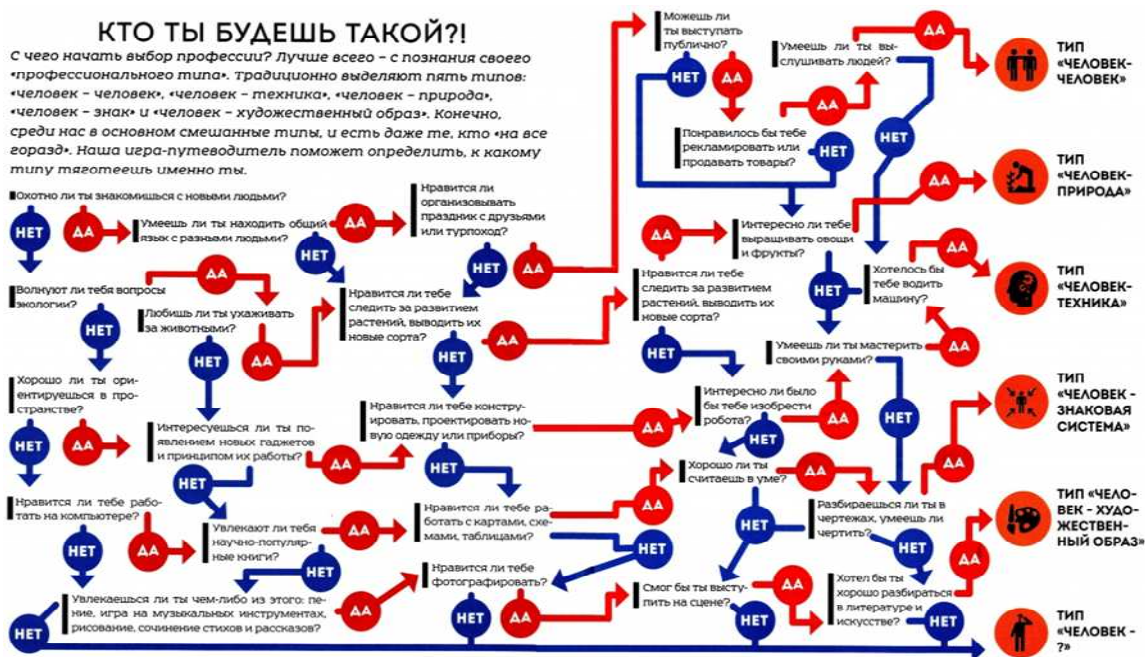 КТО ТЫ БУДЕШЬ ТАКОЙ?!
С чего начать выбор профессии? Лучше всего – с познания своего
«профессионального типа». Традиционно выделяют пять типов:
«человек – человек», «человек – техника», «человек – природа»,
«человек – знак» и «человек – художественный образ». Конечно,
среди нас в основном смешанные типы, и есть даже те, кто «на все
горазд». Наша игра-путеводитель поможет определить, к какому
типу тяготеешь именно ты.
Охотно ли ты знакомишься с новыми людьми?
НЕТ
ДА
Умеешь ли ты находить общий
язык с разными людьми?
ДА
НЕТ
Нравится ли
организовывать
праздник с друзьями
или турпоход?
НЕТ
ДА
Можешь ли
ты выступать
публично?
НЕТ
ДА
Умеешь ли ты вы-
слушивать людей?
ДА
НЕТ
ТИП
«ЧЕЛОВЕК-
ЧЕЛОВЕК»
Понравилось бы тебе
рекламировать или
продавать товары?
ДА
НЕТ
ТИП
«ЧЕЛОВЕК-
ПРИРОДА»
Интересно ли тебе
выращивать овощи
и фрукты?
ДА
НЕТ
Волнуют ли тебя вопросы
экологии?
ДА
НЕТ
Любишь ли ты ухаживать
за животными?
НЕТ
ДА
Нравится ли тебе
следить за развитием
растений, выводить их
новые сорта?
НЕТ
ДА
Нравится ли тебе
следить за развитием
растений, выводить их
новые сорта?
ДА
НЕТ
Хотелось бы
тебе водить
машину?
ДА
ТИП
«ЧЕЛОВЕК-
ТЕХНИКА»
Умеешь ли ты мастерить
своими руками?
ДА
НЕТ
Хорошо ли ты ори-
ентируешься в про-
странстве?
НЕТ
ДА
Интересуешься ли ты по-
явлением новых гаджетов
и принципом их работы?
НЕТ
ДА
Нравится ли тебе констру-
ировать, проектировать но-
вую одежду или приборы?
НЕТ
ДА
Интересно ли было
бы тебе изобрести
робота?
ДА
НЕТ
ТИП
«ЧЕЛОВЕК -
ЗНАКОВАЯ
СИСТЕМА»
Хорошо ли ты
считаешь в уме?
ДА
НЕТ
Нравится ли тебе рабо-
тать на компьютере?
НЕТ
ДА
Увлекают ли тебя
научно-популяр-
ные книги?
ДА
НЕТ
Нравится ли тебе ра-
ботать с картами, схе-
мами, таблицами?
ДА
НЕТ
Разбираешься ли ты в
чертежах, умеешь ли
чертить?
ДА
НЕТ
ТИП «ЧЕЛО-
ВЕК - ХУДО-
ЖЕСТВЕН-
НЫЙ ОБРАЗ»
Увлекаешься ли ты чем-либо из этого: пе-
ние, игра на музыкальных инструментах,
рисование, сочинение стихов и рассказов?
НЕТ
ДА
Нравится ли тебе
фотографировать?
НЕТ
ДА
Смог бы ты высту-
пить на сцене?
НЕТ
ДА
Хотел бы ты
хорошо разбираться
в литературе и
искусстве?
ДА
НЕТ
ТИП
«ЧЕЛОВЕК -
?»